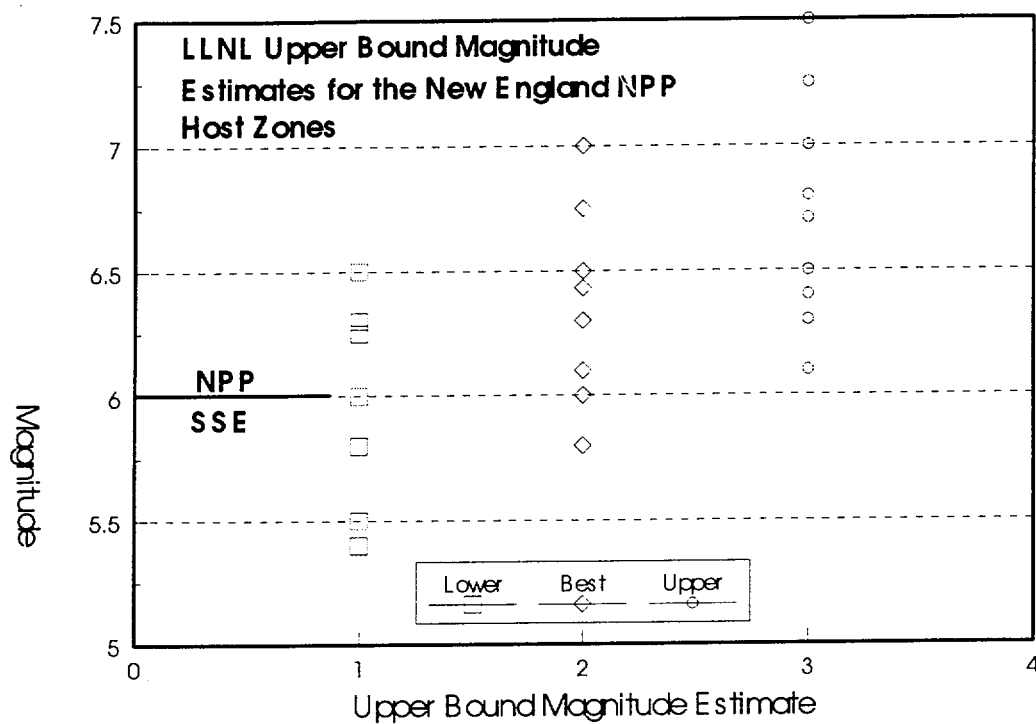 LLNL Upper Bound Magnitude
Estimates for the New England NPP
Host Zones
7.5
7
6.5
6
5.5
5
NPP
SSE
Magnitude
Lower Best Upper
0 1 2 3 4
Upper Bound Magnitude Estimate